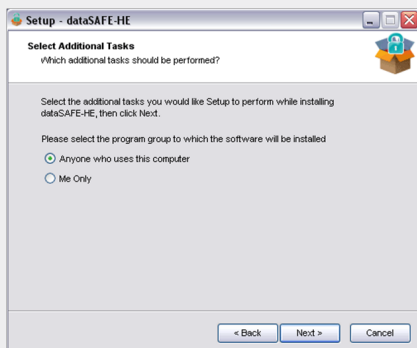 Setup - dataSAFE-HE
Select Additional Tasks
Which additional tasks should be performed?
Select the additional tasks you would like Setup to perform while installing
dataSAFE-HE, then click Next.
Please select the program group to which the software will be installed
Anyone who uses this computer
Me Only
< Back
Next >
Cancel